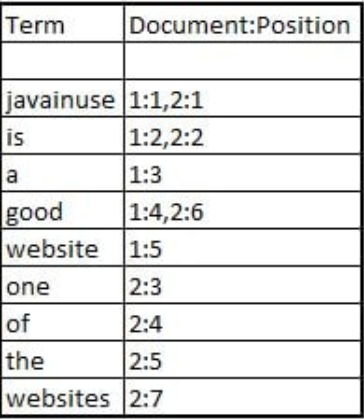 Term Document:Position
javainuse 1:1,2:1
is 1:2,2:2
a 1:3
good 1:4,2:6
website 1:5
one 2:3
of 2:4
the 2:5
websites 2:7